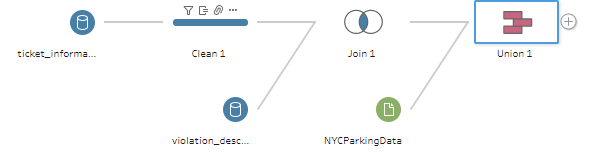 ticket_informa...
Clean 1
Join 1
Union 1
violation_desc...
NYCParkingData